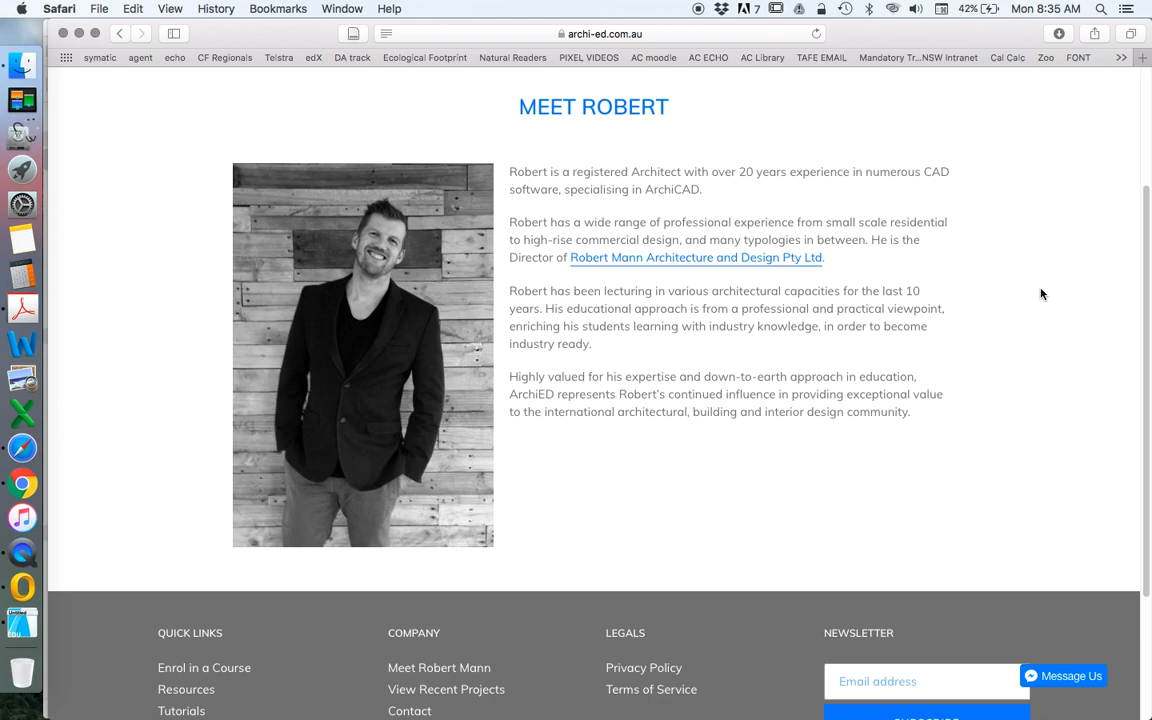 Safari File Edit View History Bookmarks Window Help 7 42% Mon 8:35 AM
archi-ed.com.au
symatic agent echo CF Regionals Telstra edX DA track Ecological Footprint Natural Readers PIXEL VIDEOS AC moodle AC ECHO AC Library TAFE EMAIL Mandatory Tr...NSW Intranet Cal Calc Zoo FONT
MEET ROBERT
Robert is a registered Architect with over 20 years experience in numerous CAD
software, specialising in ArchiCAD.
Robert has a wide range of professional experience from small scale residential
to high-rise commercial design, and many typologies in between. He is the
Director of Robert Mann Architecture and Design Pty Ltd.
Robert has been lecturing in various architectural capacities for the last 10
years. His educational approach is from a professional and practical viewpoint,
enriching his students learning with industry knowledge, in order to become
industry ready.
Highly valued for his expertise and down-to-earth approach in education,
ArchiED represents Robert's continued influence in providing exceptional value
to the international architectural, building and interior design community.
QUICK LINKS COMPANY LEGALS NEWSLETTER
Enrol in a Course Meet Robert Mann Privacy Policy Email address Message Us
Resources View Recent Projects Terms of Service
Tutorials Contact